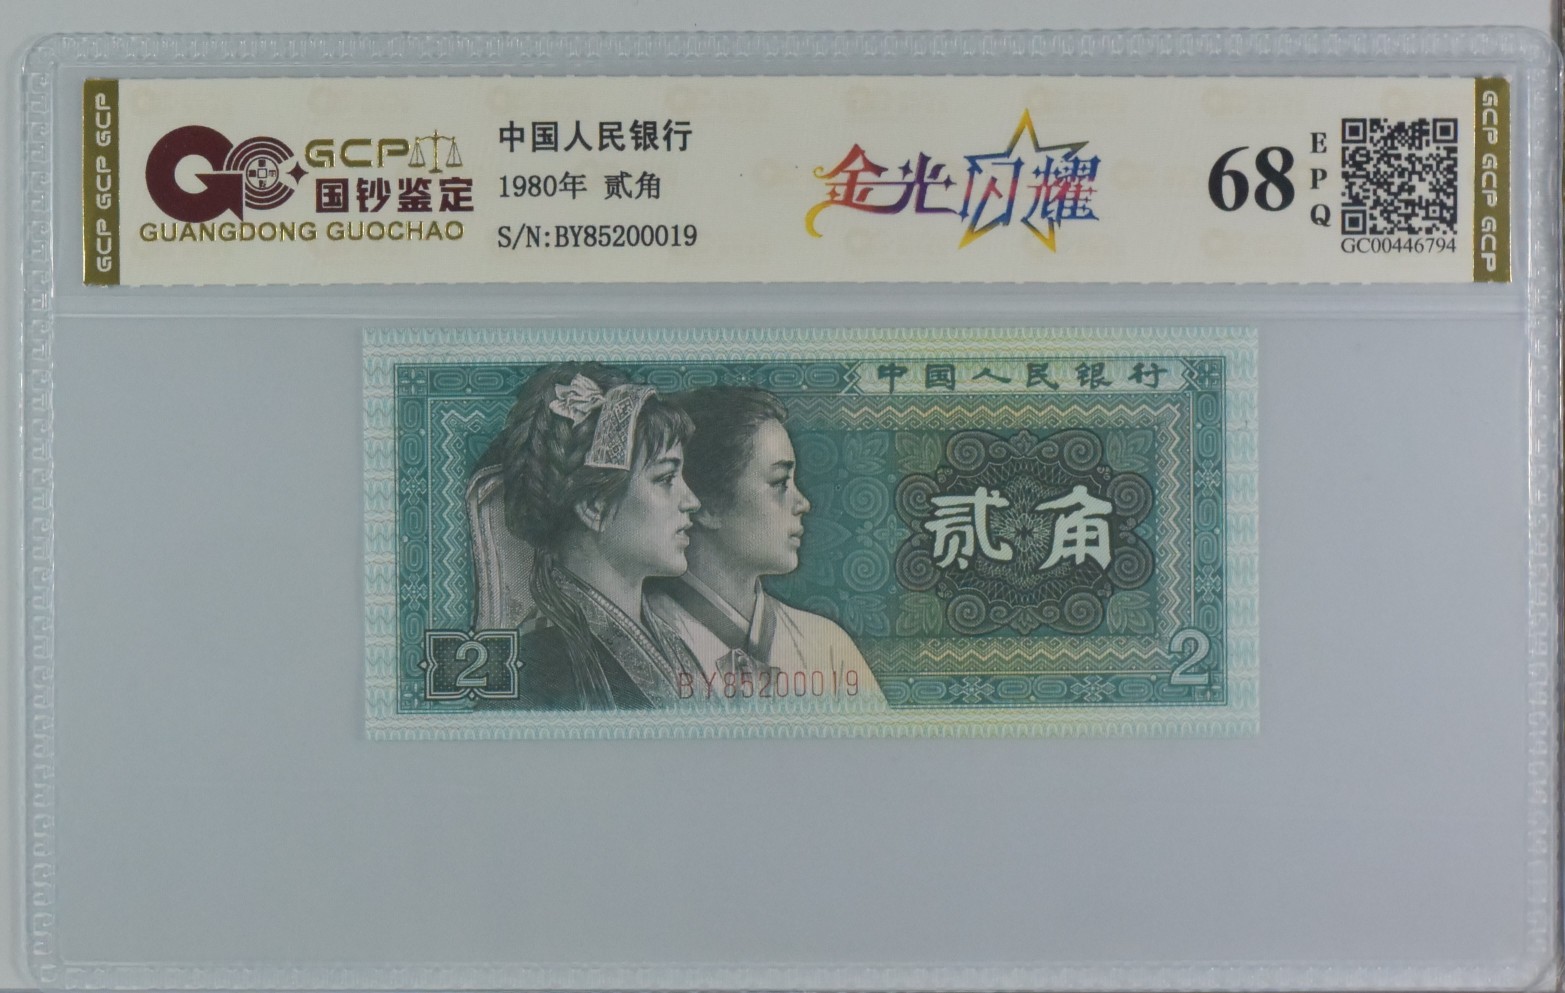 GCP GCP GCP
GCP
国钞鉴定
GUANGDONG GUOCHAO
中国人民银行
1980年 贰角
S/N:BY85200019
金光闪耀
68
EPQ
GC00446794
GCP GCP GCP
中国人民银行
贰角
2
2
BY85200019